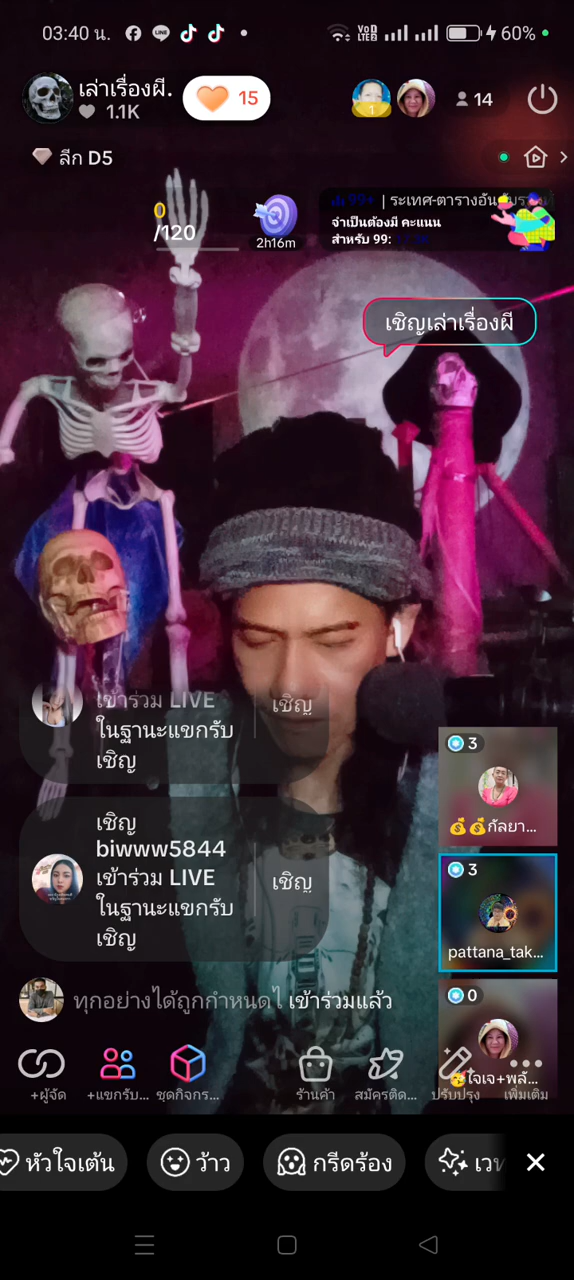 03:40 น.
VoD
LTE2
60%
เล่าเรื่องผี.
1.1K
15
1
14
ลีก D5
0
/120
2h16m
99+ | ระเทศ-ตารางอันดับราย
จำเป็นต้องมี คะแนน
สำหรับ 99:
เชิญเล่าเรื่องผี
เข้าร่วม LIVE
ในฐานะแขกรับ
เชิญ
เชิญ
เชิญ
biwww5844
เข้าร่วม LIVE
ในฐานะแขกรับ
เชิญ
เชิญ
3
💰💰กัลยา...
3
pattana_tak...
0
🥳ใจเจ+พลั...
ทุกอย่างได้ถูกกำหนดไ เข้าร่วมแล้ว
+ผู้จัด
+แขกรับ...
ชุดกิจกร...
ร้านค้า
สมัครติด...
ปรับปรุง
เพิ่มเติม
หัวใจเต้น
ว้าว
กรีดร้อง